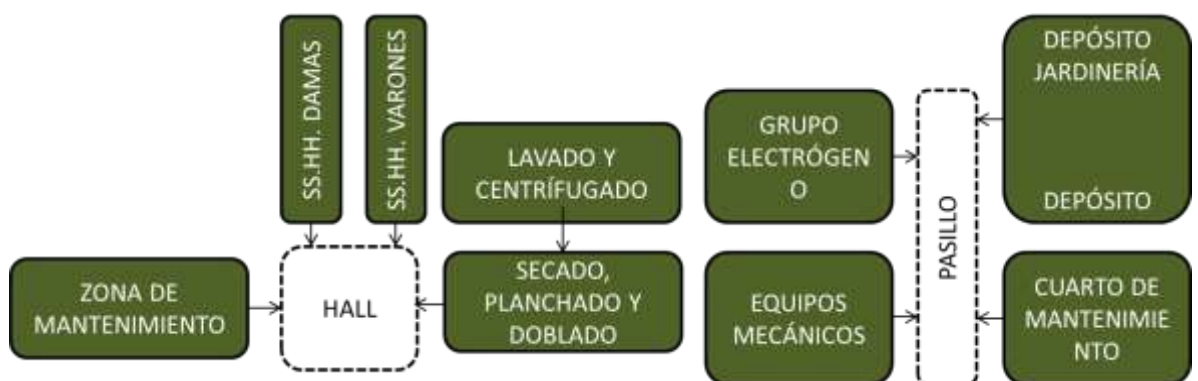 SS.HH. DAMAS
SS.HH. VARONES
LAVADO Y
CENTRÍFUGADO
GRUPO
ELECTRÓGEN
O
DEPÓSITO
JARDINERÍA
DEPÓSITO
PASILLO
ZONA DE
MANTENIMIENTO
HALL
SECADO,
PLANCHADO Y
DOBLADO
EQUIPOS
MECÁNICOS
CUARTO DE
MANTENIMIE
NTO